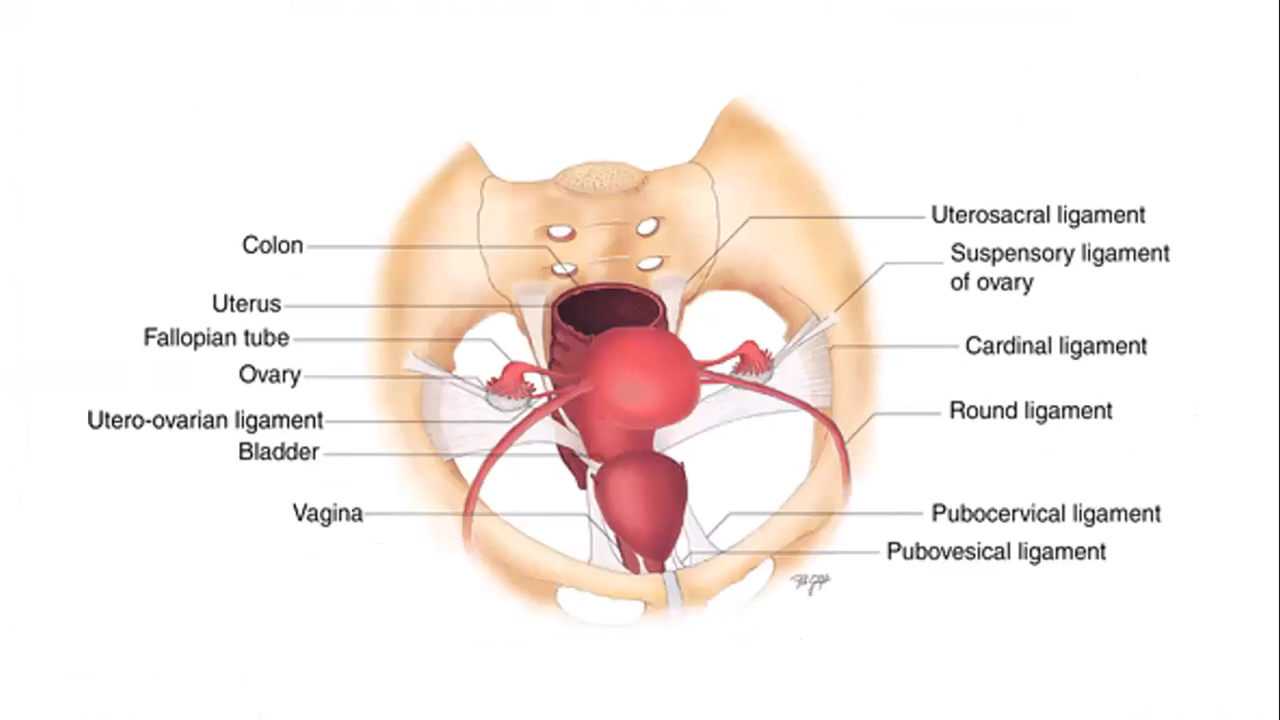 Colon
Uterus
Fallopian tube
Ovary
Utero-ovarian ligament
Bladder
Vagina
Uterosacral ligament
Suspensory ligament
of ovary
Cardinal ligament
Round ligament
Pubocervical ligament
Pubovesical ligament